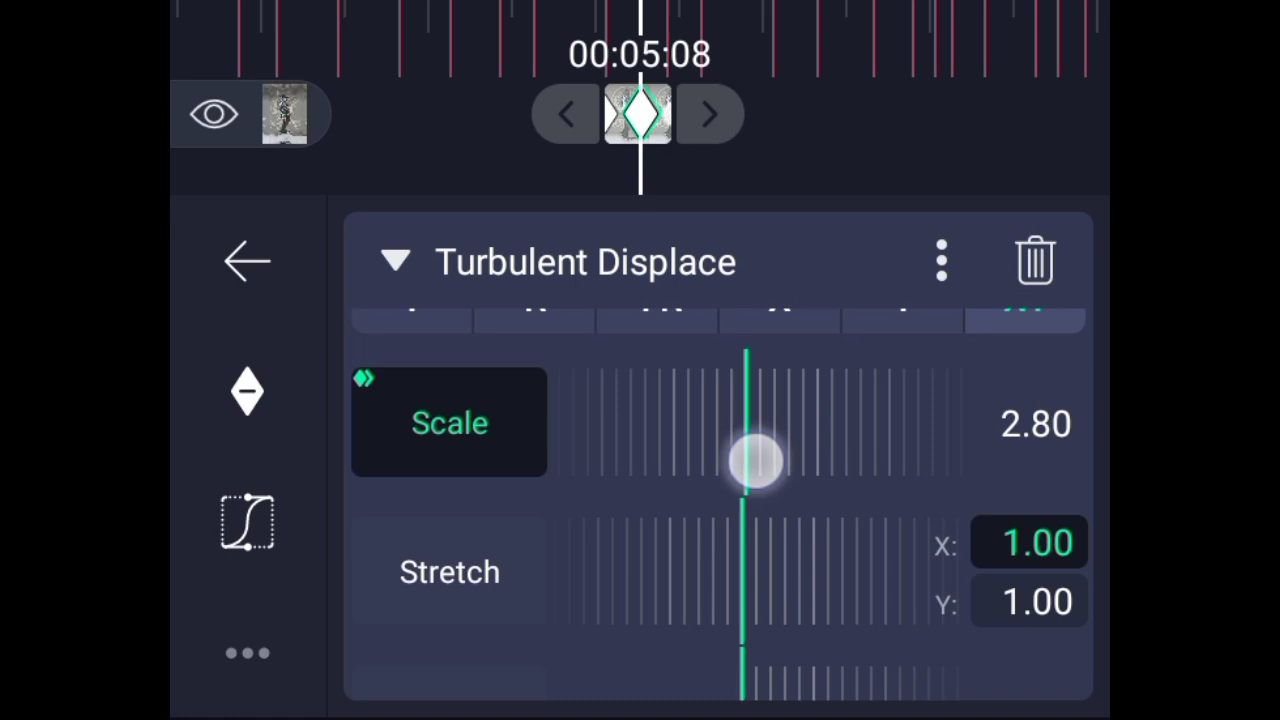 00:05:08
Turbulent Displace
Scale
2.80
Stretch
X:
1.00
Y:
1.00